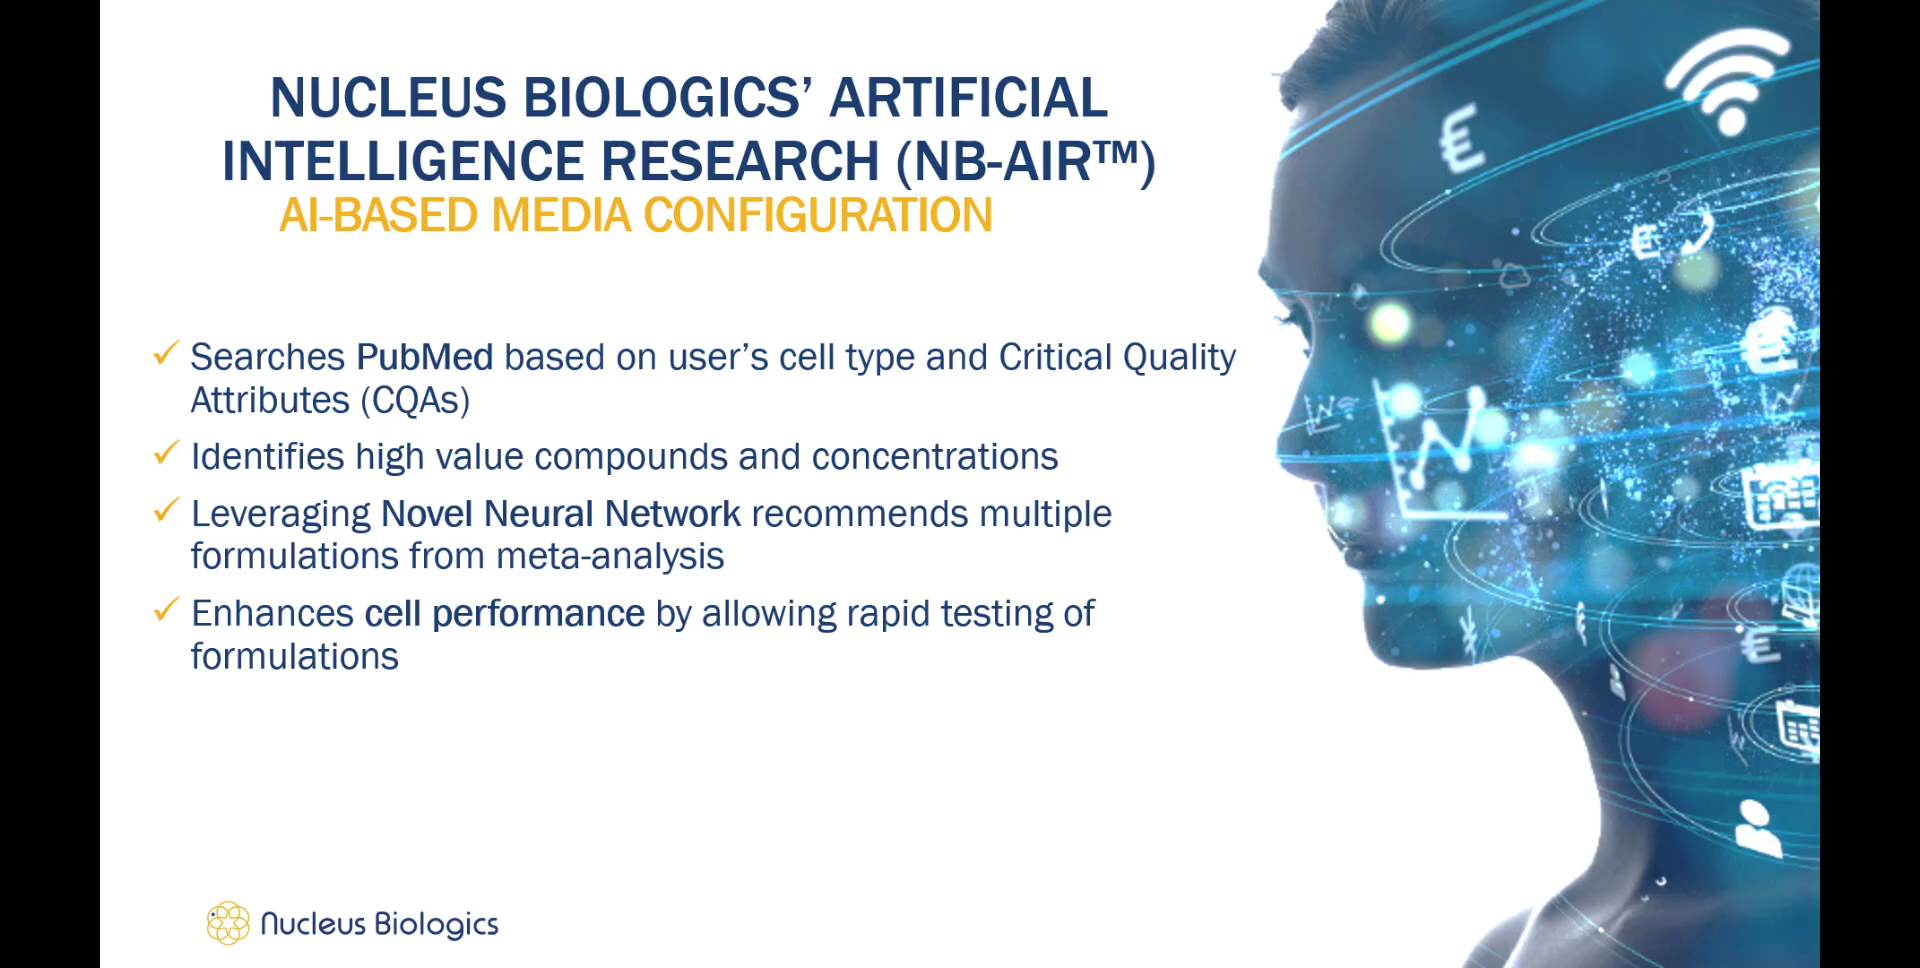 NUCLEUS BIOLOGICS’ ARTIFICIAL
INTELLIGENCE RESEARCH (NB-AIR™)
AI-BASED MEDIA CONFIGURATION
✓ Searches PubMed based on user’s cell type and Critical Quality
Attributes (CQAs)
✓ Identifies high value compounds and concentrations
✓ Leveraging Novel Neural Network recommends multiple
formulations from meta-analysis
✓ Enhances cell performance by allowing rapid testing of
formulations
Nucleus Biologics